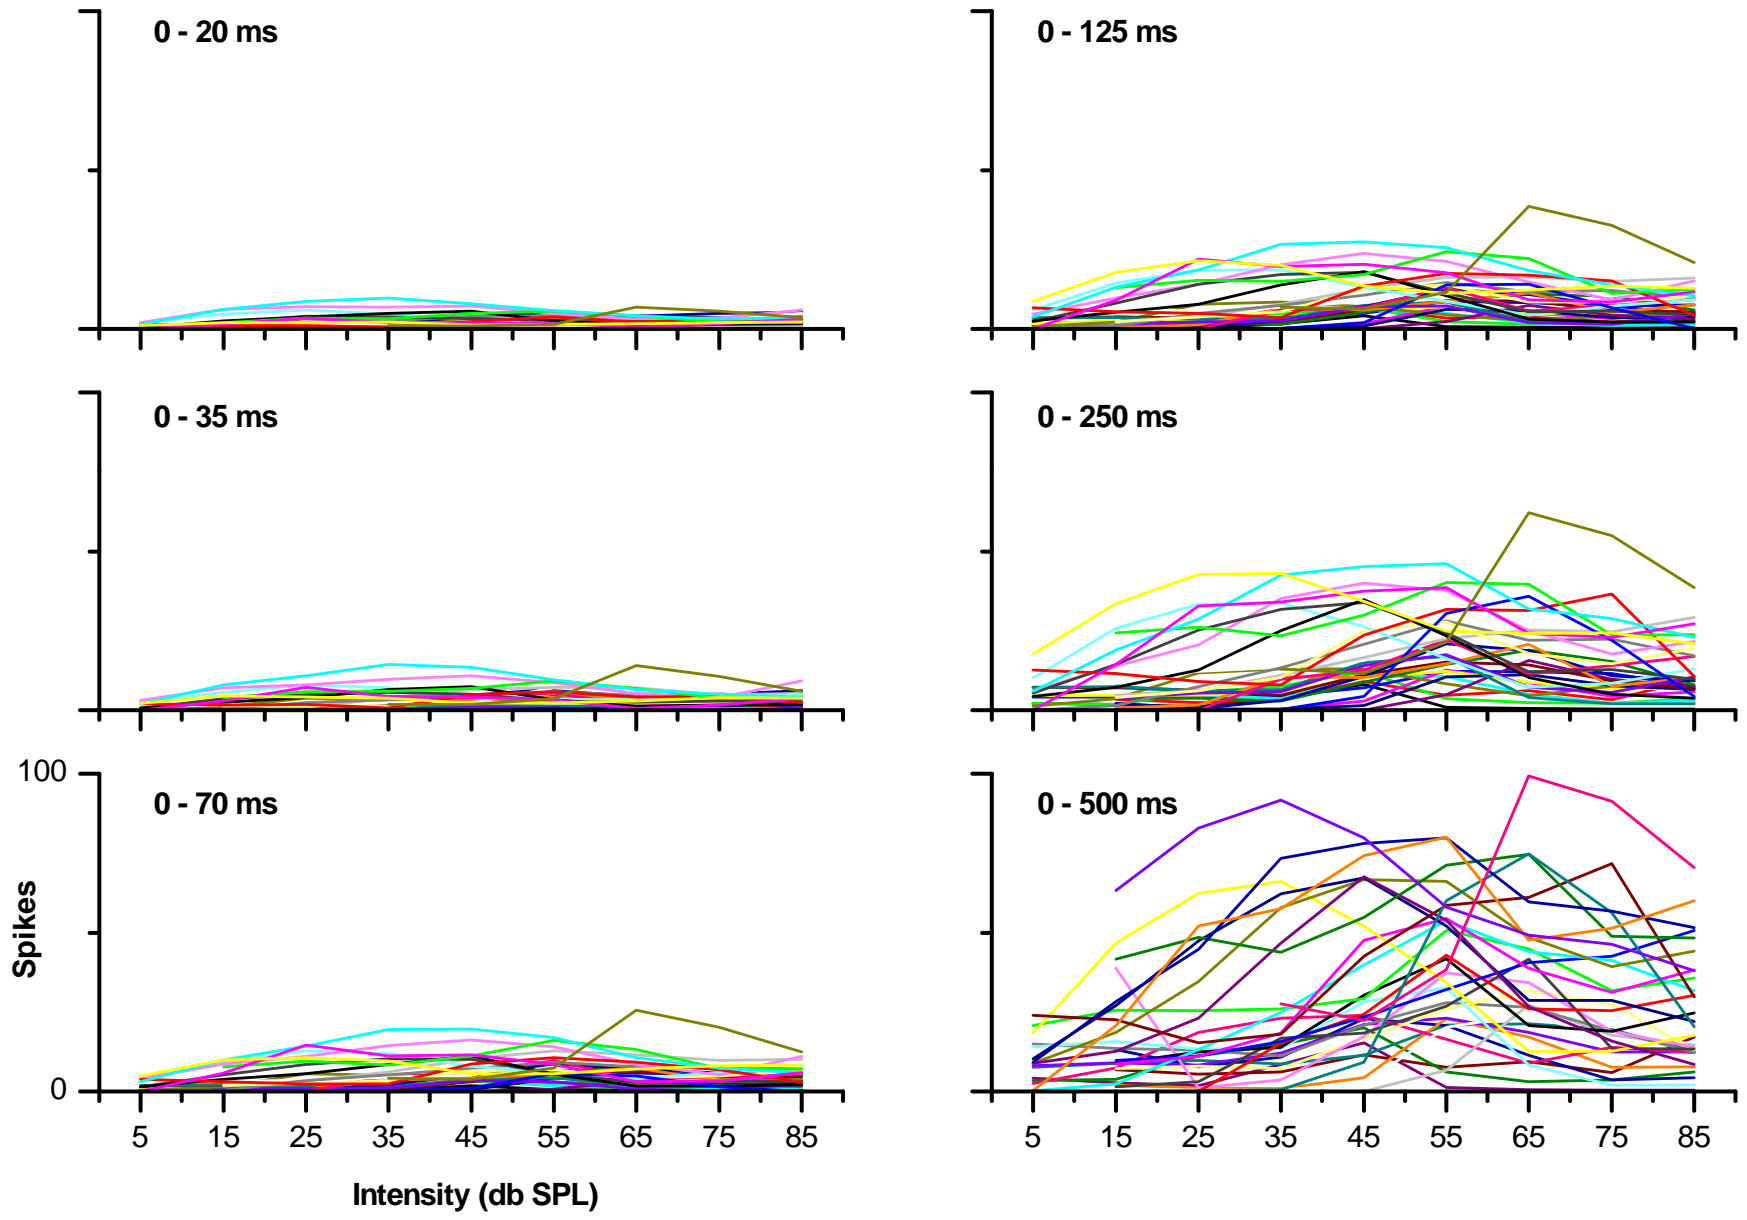 0 - 20 ms
0 - 125 ms
0 - 35 ms
0 - 250 ms
100
0 - 70 ms
0 - 500 ms
Spikes
0
5 15 25 35 45 55 65 75 85
5 15 25 35 45 55 65 75 85
Intensity (db SPL)